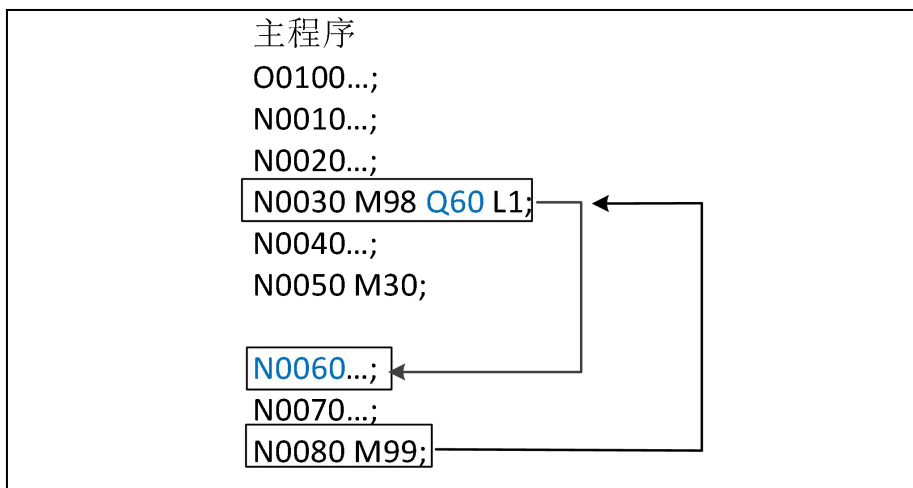 主程序
O0100...;
N0010...;
N0020...;
N0030 M98 Q60 L1;
N0040...;
N0050 M30;
N0060...;
N0070...;
N0080 M99;